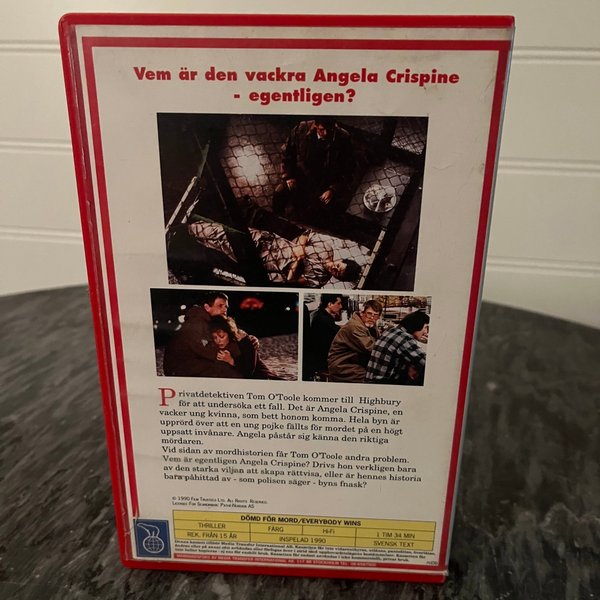 Vem är den vackra Angela Crispine
- egentligen?
Privatdetektiven Tom O'Toole kommer till Highbury
för att undersöka ett fall. Det är Angela Crispine, en
vacker ung kvinna, som bett honom komma. Hela byn är
upprörd över att en ung pojke fällts för mordet på en högt
uppsatt invånare. Angela påstår sig känna den riktiga
mördaren.
Vid sidan av mordhistorien får Tom O'Toole andra problem.
Vem är egentligen Angela Crispine? Drivs hon verkligen bara
av den starka viljan att skapa rättvisa, eller är hennes historia
bara påhittad av - som polisen säger - byns fnask?
© 1990 Film Trustees Ltd. All Rights Reserved.
DÖMD FÖR MORD/EVERYBODY WINS
THRILLER FÄRG Hi-Fi 1 TIM 34 MIN
REK. FRÅN 15 ÅR INSPELAD 1990 SVENSK TEXT